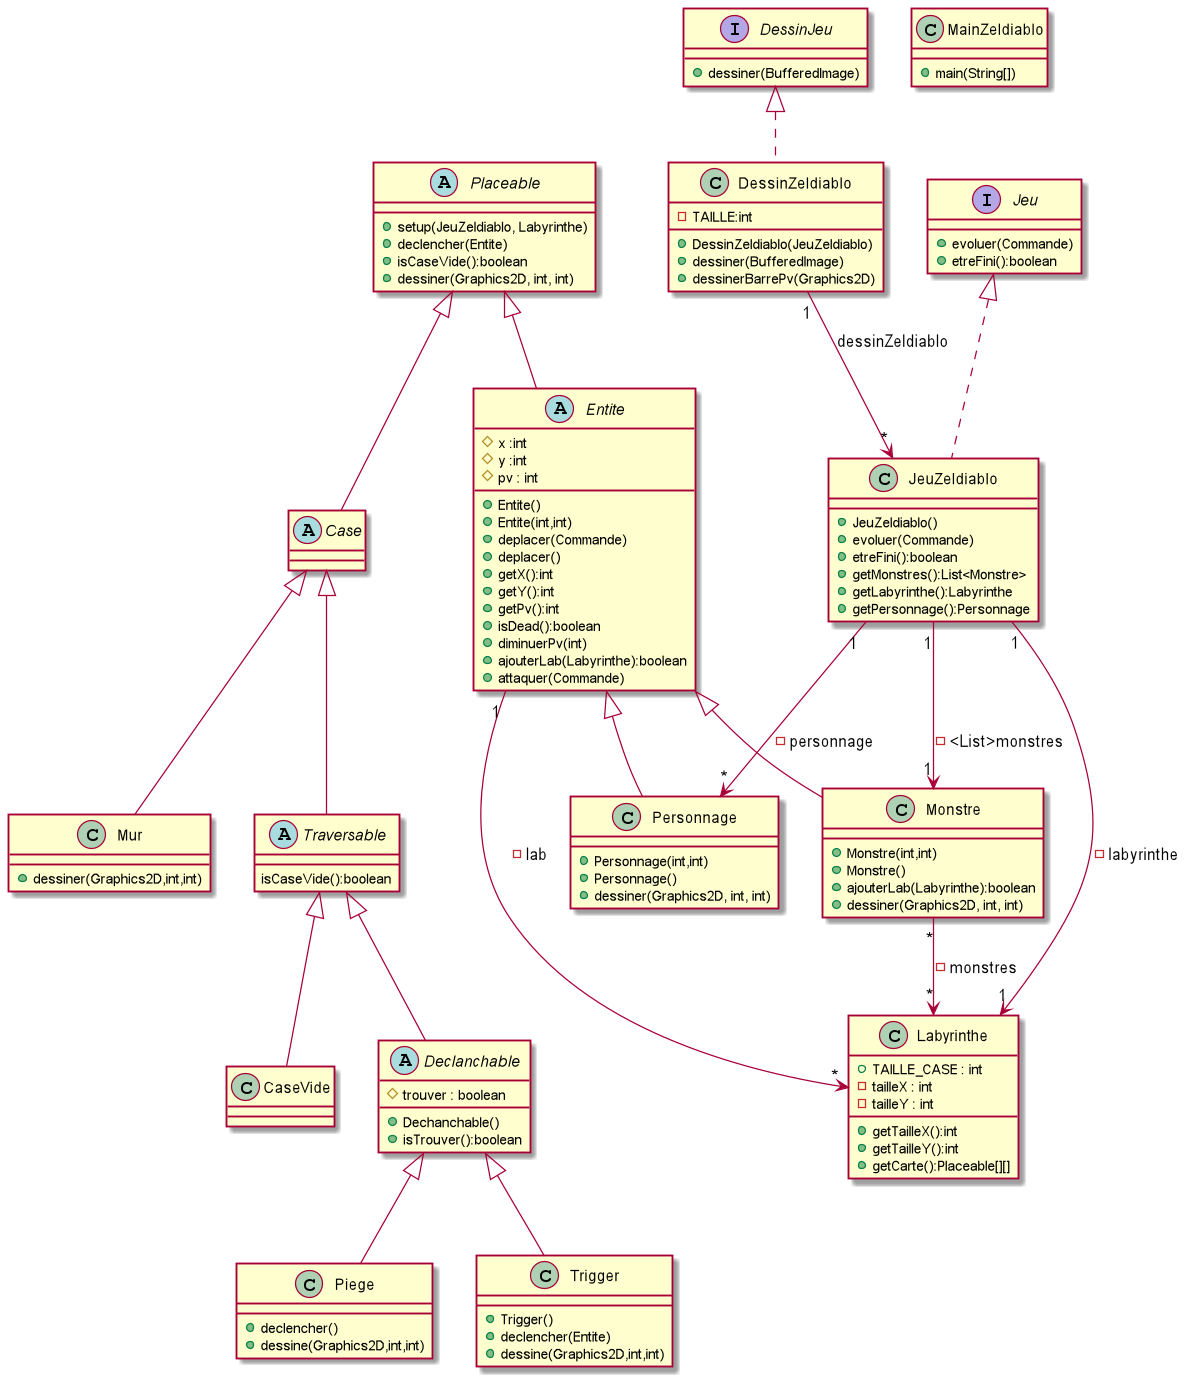 I DessinJeu
dessiner(BufferedImage)
C MainZeldiablo
main(String[])
A Placeable
setup(JeuZeldiablo, Labyrinthe)
declencher(Entite)
isCaseVide():boolean
dessiner(Graphics2D, int, int)
C DessinZeldiablo
TAILLE:int
DessinZeldiablo(JeuZeldiablo)
dessiner(BufferedImage)
dessinerBarrePv(Graphics2D)
I Jeu
evoluer(Commande)
etreFini():boolean
1
dessinZeldiablo
*
A Entite
x :int
y :int
pv : int
Entite()
Entite(int,int)
deplacer(Commande)
deplacer()
getX():int
getY():int
getPv():int
isDead():boolean
diminuerPv(int)
ajouterLab(Labyrinthe):boolean
attaquer(Commande)
A Case
C JeuZeldiablo
JeuZeldiablo()
evoluer(Commande)
etreFini():boolean
getMonstres():List<Monstre>
getLabyrinthe():Labyrinthe
getPersonnage():Personnage
1
1
1
1
personnage
<List>monstres
*
1
C Mur
dessiner(Graphics2D,int,int)
A Traversable
isCaseVide():boolean
lab
C Personnage
Personnage(int,int)
Personnage()
dessiner(Graphics2D, int, int)
C Monstre
Monstre(int,int)
Monstre()
ajouterLab(Labyrinthe):boolean
dessiner(Graphics2D, int, int)
labyrinthe
*
monstres
*
1
*
C CaseVide
A Declanchable
trouver : boolean
Dechanchable()
isTrouver():boolean
C Labyrinthe
TAILLE_CASE : int
tailleX : int
tailleY : int
getTailleX():int
getTailleY():int
getCarte():Placeable[][]
C Piege
declencher()
dessine(Graphics2D,int,int)
C Trigger
Trigger()
declencher(Entite)
dessine(Graphics2D,int,int)